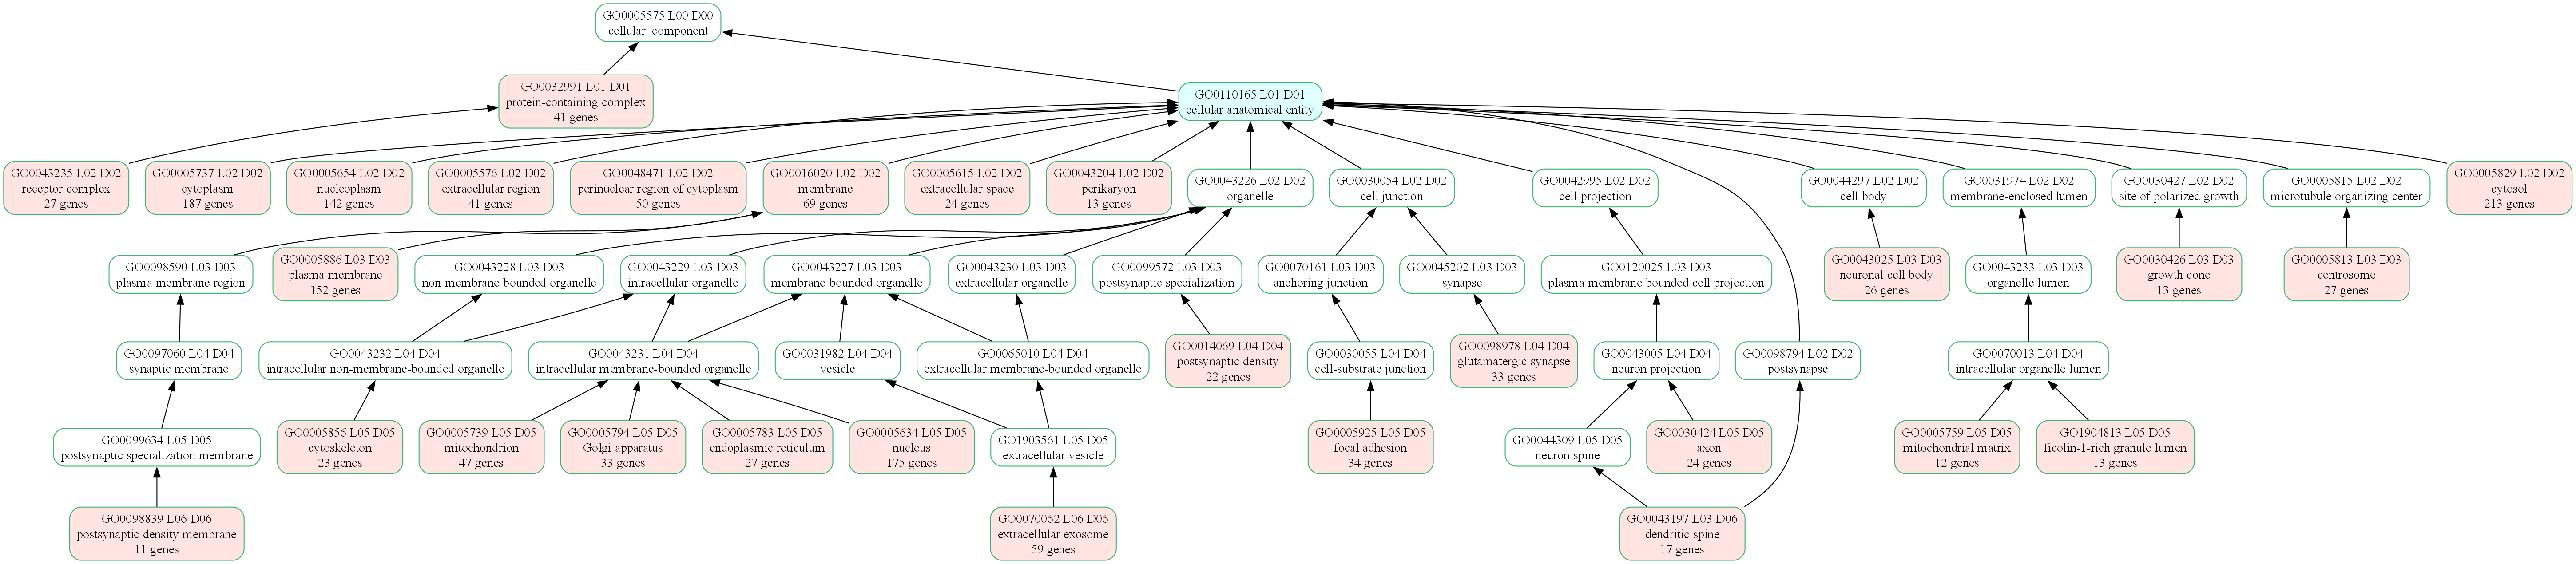 GO0005575 L00 D00
cellular_component
GO0032991 L01 D01
protein-containing complex
41 genes
GO0110165 L01 D01
cellular anatomical entity
GO0043235 L02 D02
receptor complex
27 genes
GO0005737 L02 D02
cytoplasm
187 genes
GO0005654 L02 D02
nucleoplasm
142 genes
GO0005576 L02 D02
extracellular region
41 genes
GO0048471 L02 D02
perinuclear region of cytoplasm
50 genes
GO0016020 L02 D02
membrane
69 genes
GO0005615 L02 D02
extracellular space
24 genes
GO0043204 L02 D02
perikaryon
13 genes
GO0043226 L02 D02
organelle
GO0030054 L02 D02
cell junction
GO0042995 L02 D02
cell projection
GO0044297 L02 D02
cell body
GO0031974 L02 D02
membrane-enclosed lumen
GO0030427 L02 D02
site of polarized growth
GO0005815 L02 D02
microtubule organizing center
GO0005829 L02 D02
cytosol
213 genes
GO0098590 L03 D03
plasma membrane region
GO0005886 L03 D03
plasma membrane
152 genes
GO0043228 L03 D03
non-membrane-bounded organelle
GO0043229 L03 D03
intracellular organelle
GO0043227 L03 D03
membrane-bounded organelle
GO0043230 L03 D03
extracellular organelle
GO0099572 L03 D03
postsynaptic specialization
GO0070161 L03 D03
anchoring junction
GO0045202 L03 D03
synapse
GO0120025 L03 D03
plasma membrane bounded cell projection
GO0043025 L03 D03
neuronal cell body
26 genes
GO0043233 L03 D03
organelle lumen
GO0030426 L03 D03
growth cone
13 genes
GO0005813 L03 D03
centrosome
27 genes
GO0097060 L04 D04
synaptic membrane
GO0043232 L04 D04
intracellular non-membrane-bounded organelle
GO0043231 L04 D04
intracellular membrane-bounded organelle
GO0031982 L04 D04
vesicle
GO0065010 L04 D04
extracellular membrane-bounded organelle
GO0014069 L04 D04
postsynaptic density
22 genes
GO0030055 L04 D04
cell-substrate junction
GO0098978 L04 D04
glutamatergic synapse
33 genes
GO0043005 L04 D04
neuron projection
GO0098794 L02 D02
postsynapse
GO0070013 L04 D04
intracellular organelle lumen
GO0099634 L05 D05
postsynaptic specialization membrane
GO0005856 L05 D05
cytoskeleton
23 genes
GO0005739 L05 D05
mitochondrion
47 genes
GO0005794 L05 D05
Golgi apparatus
33 genes
GO0005783 L05 D05
endoplasmic reticulum
27 genes
GO0005634 L05 D05
nucleus
175 genes
GO1903561 L05 D05
extracellular vesicle
GO0005925 L05 D05
focal adhesion
34 genes
GO0044309 L05 D05
neuron spine
GO0030424 L05 D05
axon
24 genes
GO0005759 L05 D05
mitochondrial matrix
12 genes
GO1904813 L05 D05
ficolin-1-rich granule lumen
13 genes
GO0098839 L06 D06
postsynaptic density membrane
11 genes
GO0070062 L06 D06
extracellular exosome
59 genes
GO0043197 L03 D06
dendritic spine
17 genes